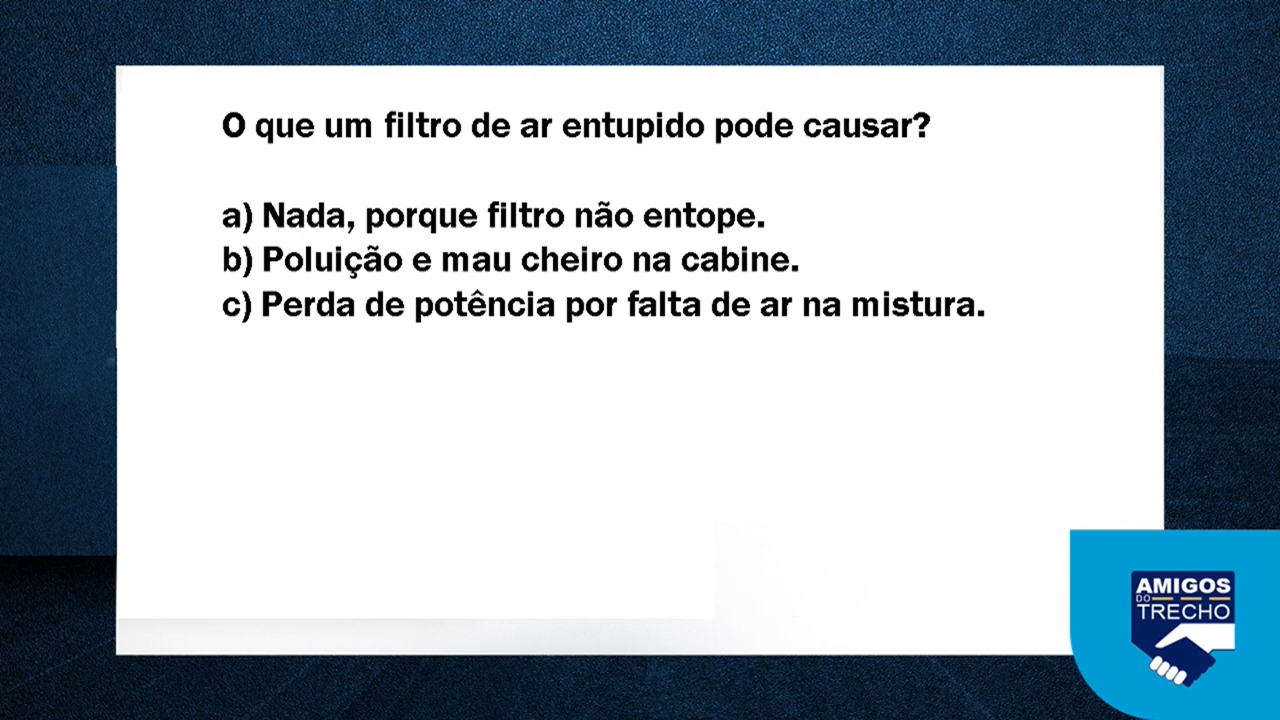 O que um filtro de ar entupido pode causar?
a) Nada, porque filtro não entope.
b) Poluição e mau cheiro na cabine.
c) Perda de potência por falta de ar na mistura.
AMIGOS
DO
TRECHO